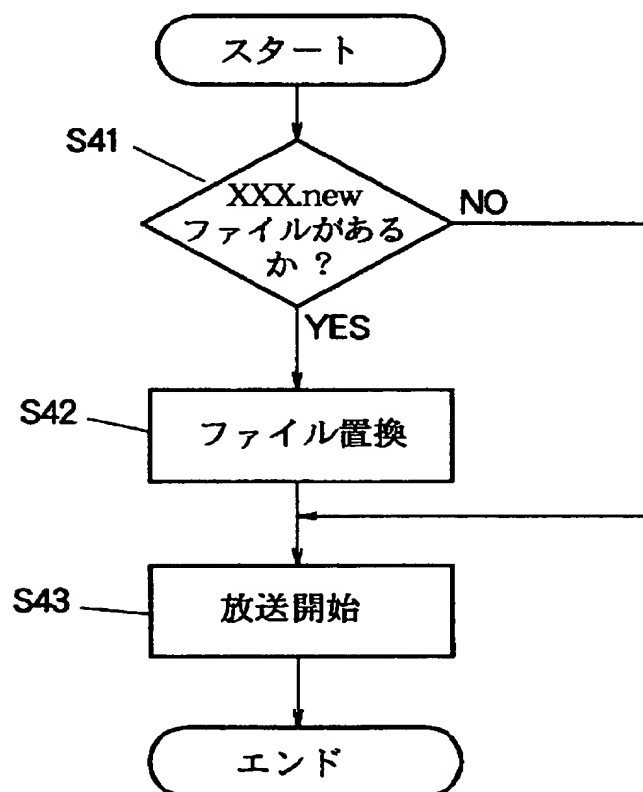 スタート
S41
XXX.new
ファイルがある
か ?
NO
YES
S42
ファイル置換
S43
放送開始
エンド